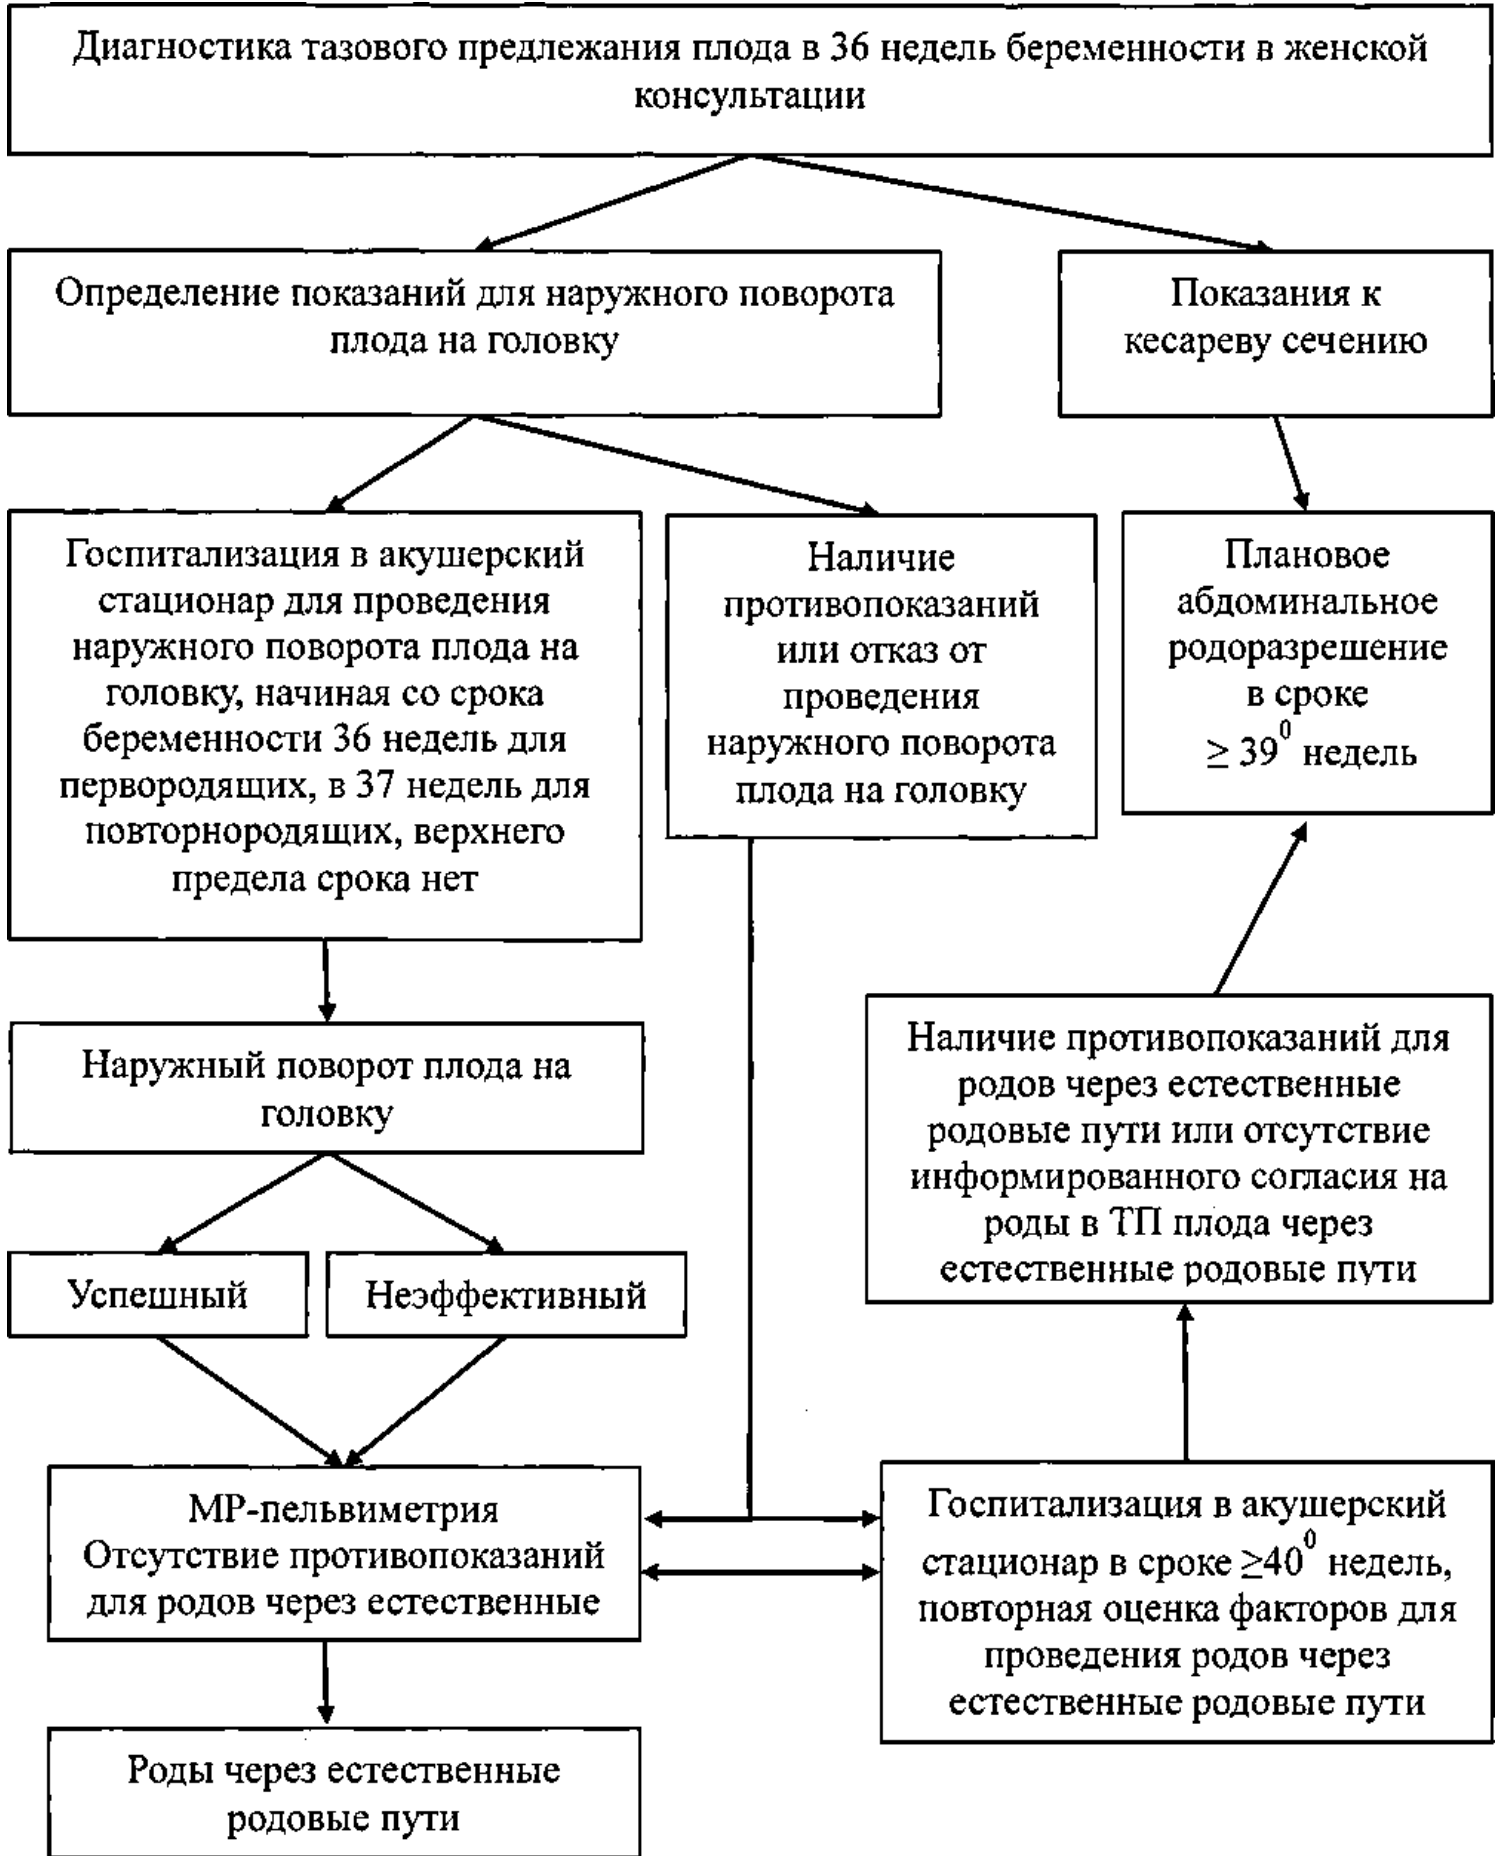 Диагностика тазового предлежания плода в 36 недель беременности в женской
консультации
Определение показаний для наружного поворота
плода на головку
Показания к
кесареву сечению
Госпитализация в акушерский
стационар для проведения
наружного поворота плода на
головку, начиная со срока
беременности 36 недель для
первородящих, в 37 недель для
повторнородящих, верхнего
предела срока нет
Наличие
противопоказаний
или отказ от
проведения
наружного поворота
плода на головку
Плановое
абдоминальное
родоразрешение
в сроке
≥ 39⁰ недель
Наружный поворот плода на
головку
Наличие противопоказаний для
родов через естественные
родовые пути или отсутствие
информированного согласия на
роды в ТП плода через
естественные родовые пути
Успешный
Неэффективный
МР-пельвиметрия
Отсутствие противопоказаний
для родов через естественные
Госпитализация в акушерский
стационар в сроке ≥40⁰ недель,
повторная оценка факторов для
проведения родов через
естественные родовые пути
Роды через естественные
родовые пути